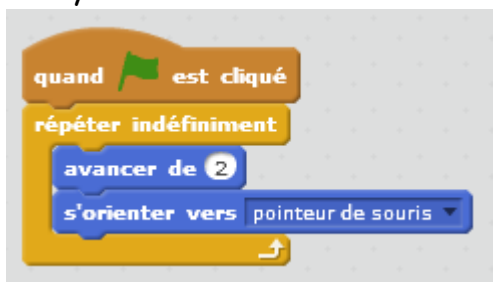 quand est cliqué
répéter indéfiniment
avancer de 2
s'orienter vers pointeur de souris